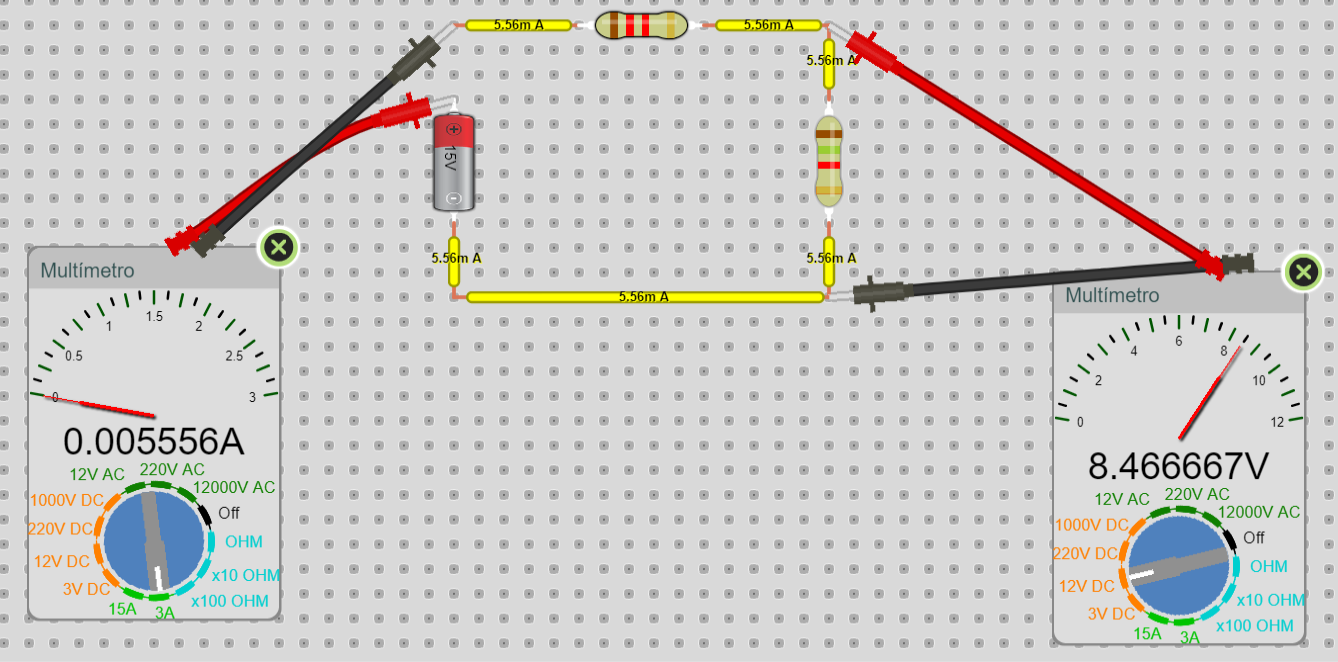 5.56m A
5.56m A
5.56m A
15V
5.56m A
5.56m A
5.56m A
Multímetro
0
0.5
1
1.5
2
2.5
3
0.005556A
12V AC
220V AC
12000V AC
1000V DC
Off
220V DC
OHM
12V DC
x10 OHM
3V DC
x100 OHM
15A
3A
Multímetro
0
2
4
6
8
10
12
8.466667V
12V AC
220V AC
12000V AC
1000V DC
Off
220V DC
OHM
12V DC
x10 OHM
3V DC
x100 OHM
15A
3A